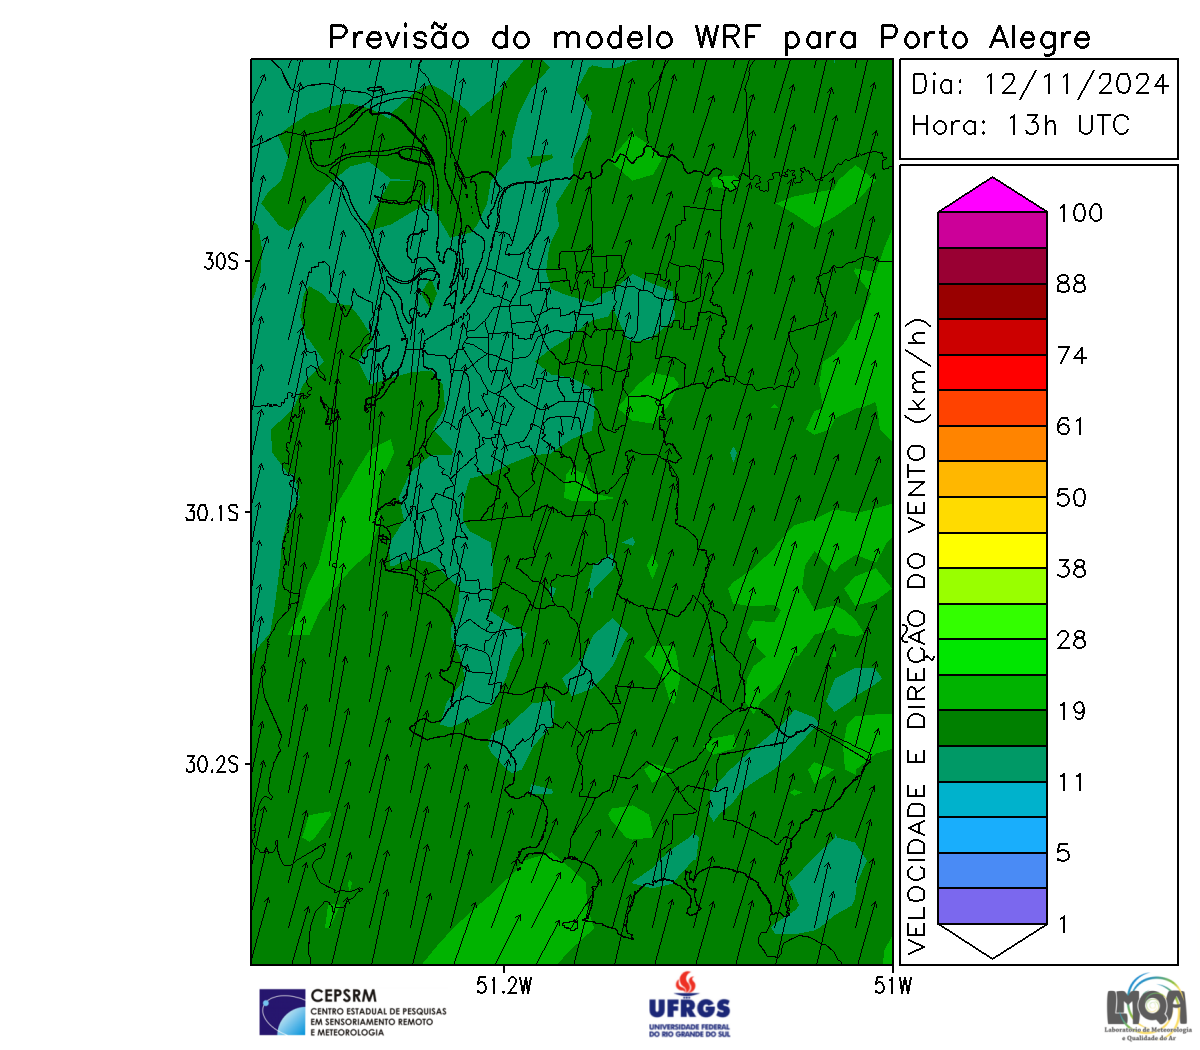 Previsão do modelo WRF para Porto Alegre
Dia: 12/11/2024
Hora: 13h UTC
30S
30.1S
30.2S
51.2W
51W
VELOCIDADE E DIREÇÃO DO VENTO (km/h)
100
88
74
61
50
38
28
19
11
5
1
CEPSRM
CENTRO ESTADUAL DE PESQUISAS
EM SENSORIAMENTO REMOTO
E METEOROLOGIA
UFRGS
UNIVERSIDADE FEDERAL
DO RIO GRANDE DO SUL
LMQA
Laboratório de Meteorologia
e Qualidade do Ar